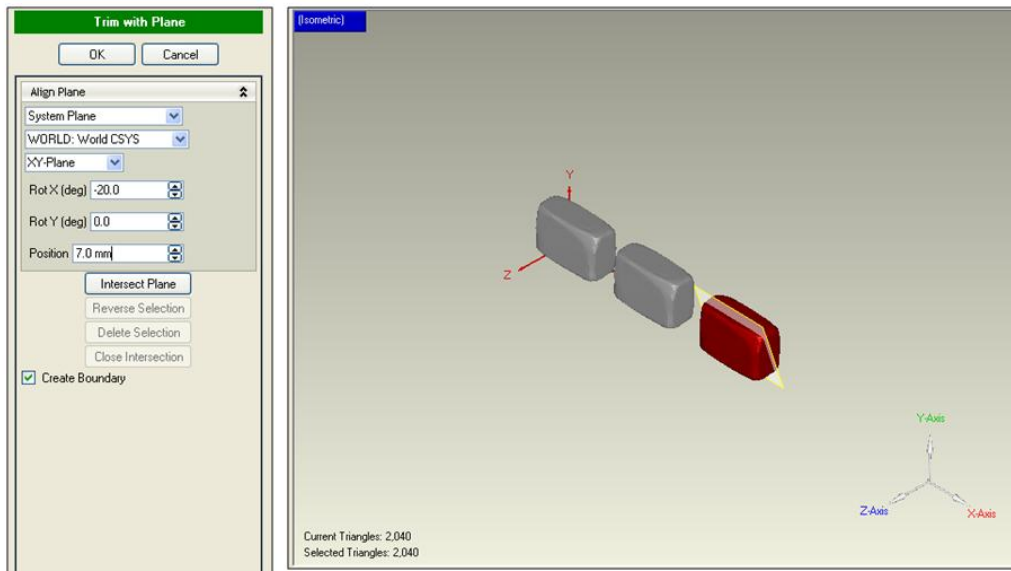 Trim with Plane
OK Cancel
Align Plane
System Plane
WORLD: World CSYS
XY-Plane
Rot X (deg) -20.0
Rot Y (deg) 0.0
Position 7.0 mm
Intersect Plane
Reverse Selection
Delete Selection
Close Intersection
Create Boundary
(Isometric)
Y
Z
Y-Axis
Z-Axis X-Axis
Current Triangles: 2,040
Selected Triangles: 2,040